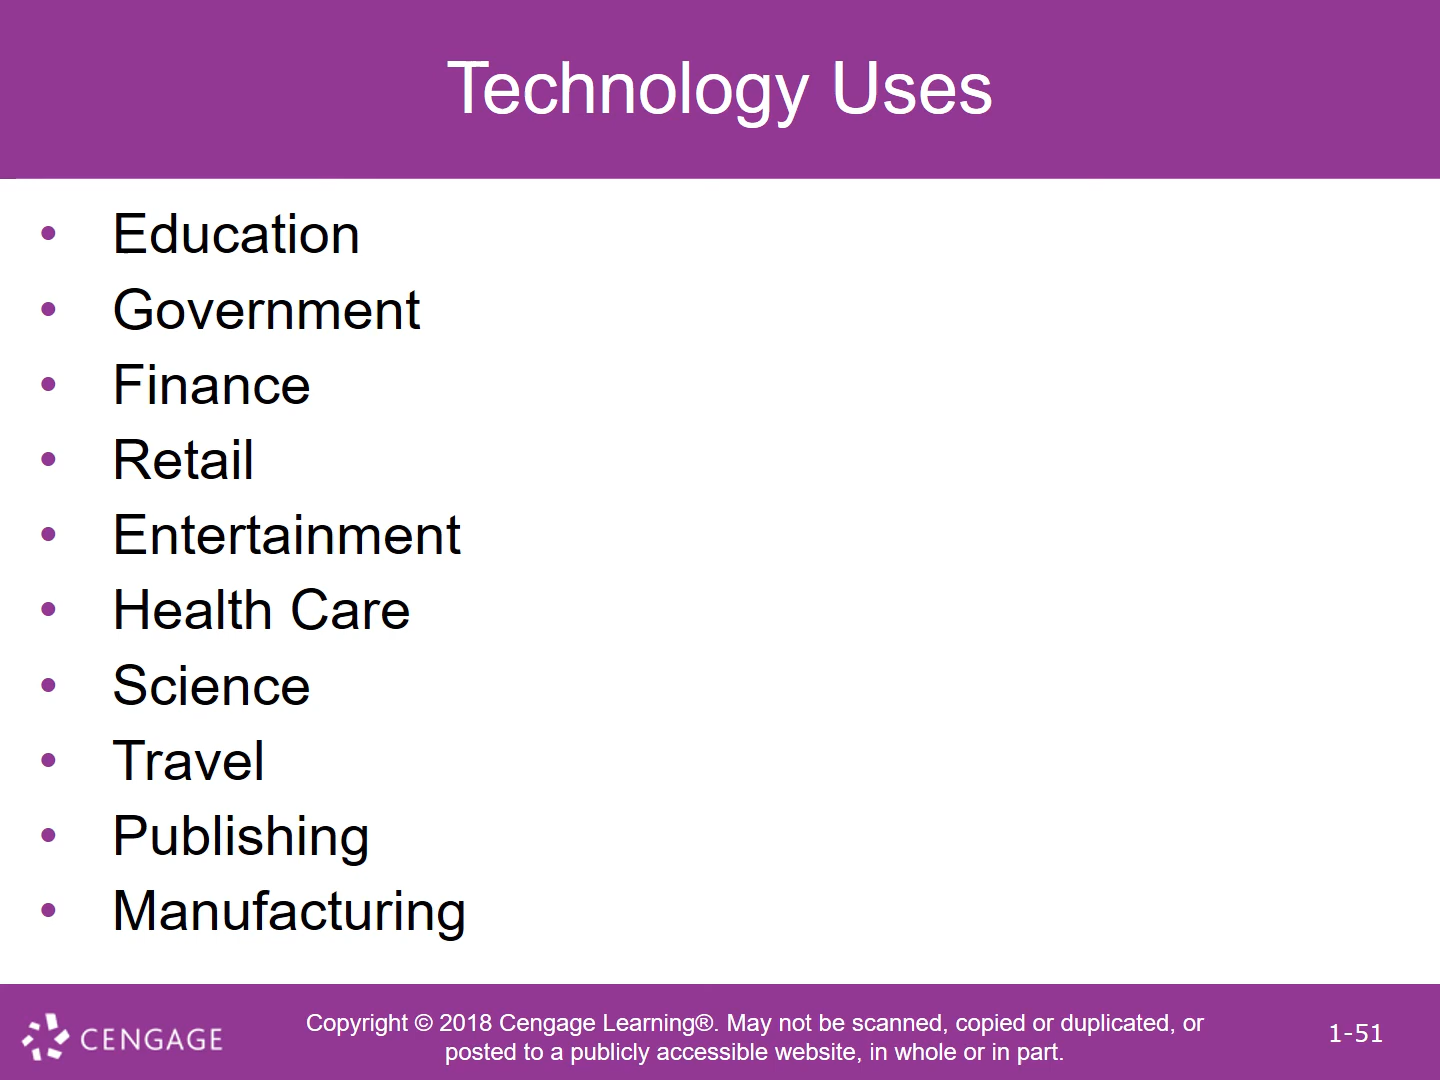 Technology Uses
• Education
• Government
• Finance
• Retail
• Entertainment
• Health Care
• Science
• Travel
• Publishing
• Manufacturing
CENGAGE
Copyright © 2018 Cengage Learning®. May not be scanned, copied or duplicated, or
posted to a publicly accessible website, in whole or in part.
1-51